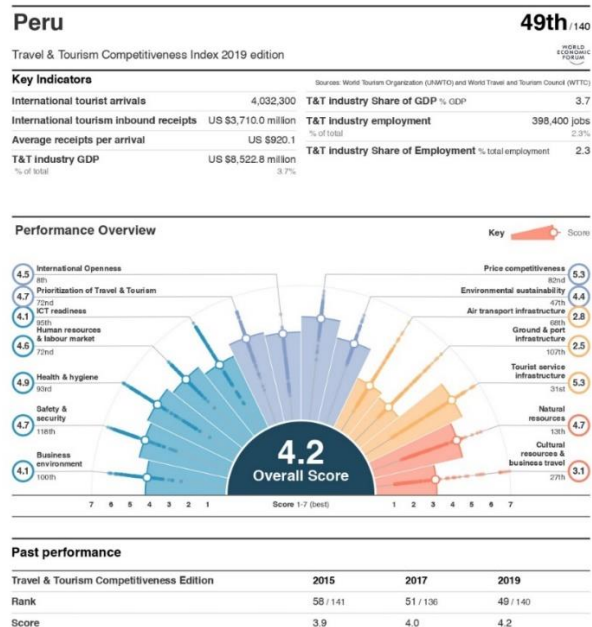 Peru
49th /140
Travel & Tourism Competitiveness Index 2019 edition
WORLD
ECONOMIC
FORUM
Key Indicators
Sources: World Tourism Organization (UNWTO) and World Travel and Tourism Council (WTTC)
International tourist arrivals 4,032,300
International tourism inbound receipts US $3,710.0 million
Average receipts per arrival US $920.1
T&T industry GDP US $8,522.8 million
% of total 3.7%
T&T industry Share of GDP % GDP 3.7
T&T industry employment 398,400 jobs
% of total 2.3%
T&T industry Share of Employment % total employment 2.3
Performance Overview
Key Score
4.5 International Openness
8th
4.7 Prioritization of Travel & Tourism
72nd
4.1 ICT readiness
95th
4.6 Human resources
& labour market
72nd
4.9 Health & hygiene
93rd
4.7 Safety &
security
118th
4.1 Business
environment
100th
Price competitiveness 5.3
82nd
Environmental sustainability 4.4
47th
Air transport infrastructure 2.8
68th
Ground & port
infrastructure 2.5
107th
Tourist service
infrastructure 5.3
31st
Natural
resources 4.7
13th
Cultural
resources &
business travel 3.1
27th
4.2
Overall Score
7 6 5 4 3 2 1 Score 1-7 (best) 1 2 3 4 5 6 7
Past performance
Travel & Tourism Competitiveness Edition 2015 2017 2019
Rank 58 / 141 51 / 136 49 / 140
Score 3.9 4.0 4.2